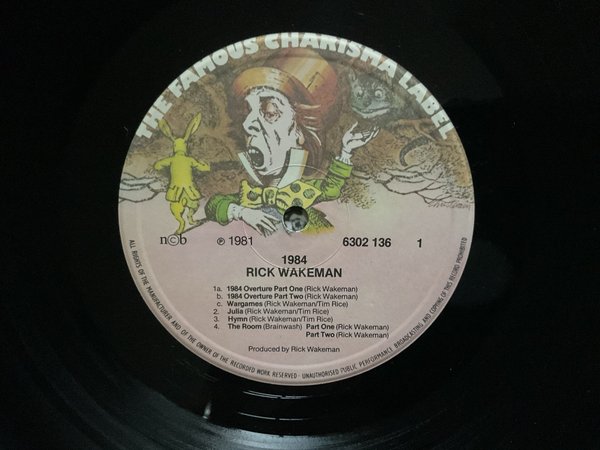 THE FAMOUS CHARISMA LABEL
n©b
℗ 1981
6302 136
1
1984
RICK WAKEMAN
1a. 1984 Overture Part One (Rick Wakeman)
b. 1984 Overture Part Two (Rick Wakeman)
c. Wargames (Rick Wakeman/Tim Rice)
2. Julia (Rick Wakeman/Tim Rice)
3. Hymn (Rick Wakeman/Tim Rice)
4. The Room (Brainwash) Part One (Rick Wakeman)
Part Two (Rick Wakeman)
Produced by Rick Wakeman
ALL RIGHTS OF THE MANUFACTURER AND OF THE OWNER OF THE RECORDED WORK RESERVED - UNAUTHORISED PUBLIC PERFORMANCE BROADCASTING AND COPYING OF THIS RECORD PROHIBITED